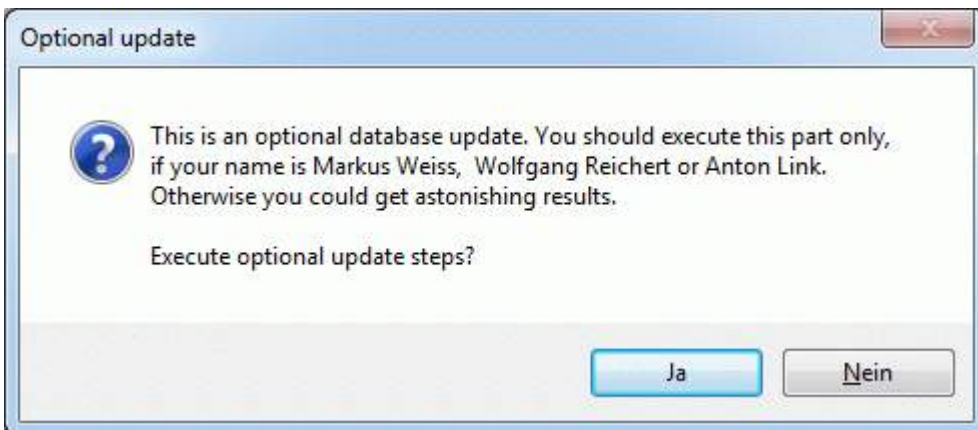 Optional update
This is an optional database update. You should execute this part only,
if your name is Markus Weiss,  Wolfgang Reichert or Anton Link.
Otherwise you could get astonishing results.
Execute optional update steps?
Ja
Nein